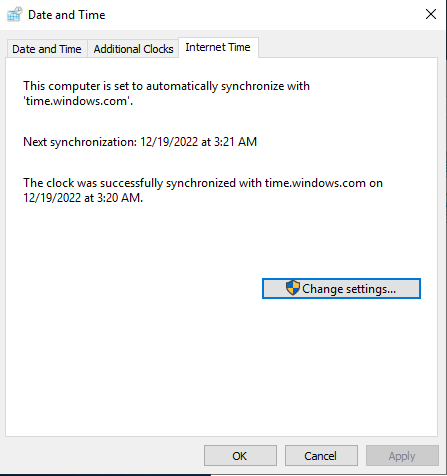 Date and Time
Date and Time
Additional Clocks
Internet Time
This computer is set to automatically synchronize with
'time.windows.com'.
Next synchronization: 12/19/2022 at 3:21 AM
The clock was successfully synchronized with time.windows.com on
12/19/2022 at 3:20 AM.
Change settings...
OK
Cancel
Apply